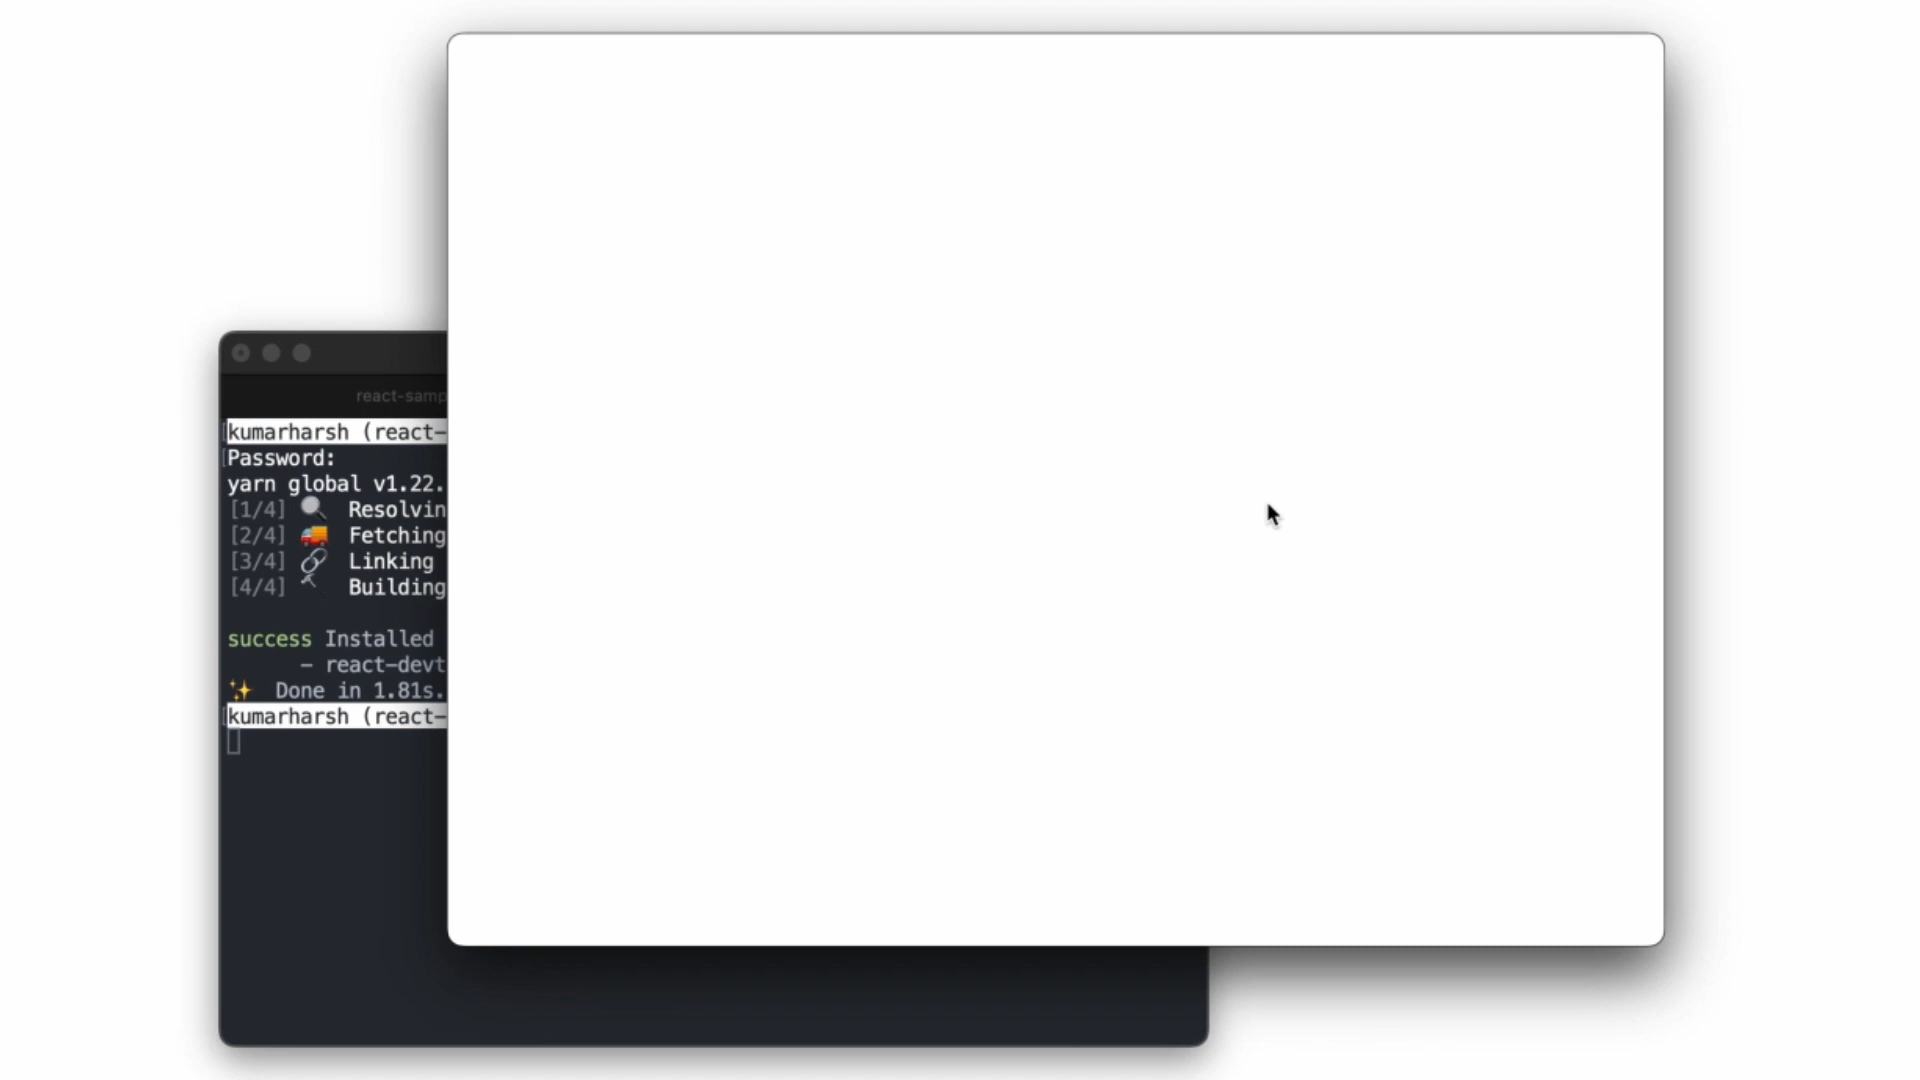 react-samp
kumarharsh (react-
Password:
yarn global v1.22.
[1/4] 🔍 Resolvin
[2/4] 🚚 Fetching
[3/4] 🔗 Linking
[4/4] 🔨 Building
success Installed
- react-devt
✨ Done in 1.81s.
kumarharsh (react-